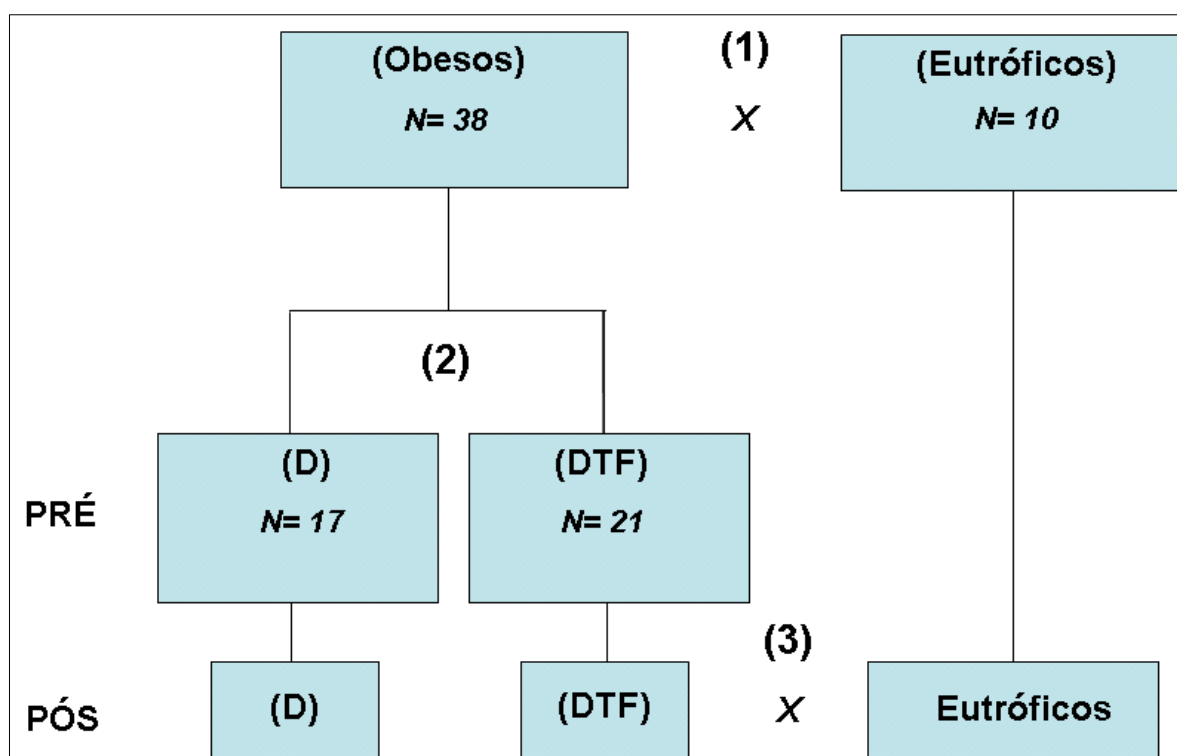 (Obesos)
N= 38
(1)
X
(Eutróficos)
N= 10
(2)
PRÉ
(D)
N= 17
(DTF)
N= 21
(3)
PÓS
(D)
(DTF)
X
Eutróficos